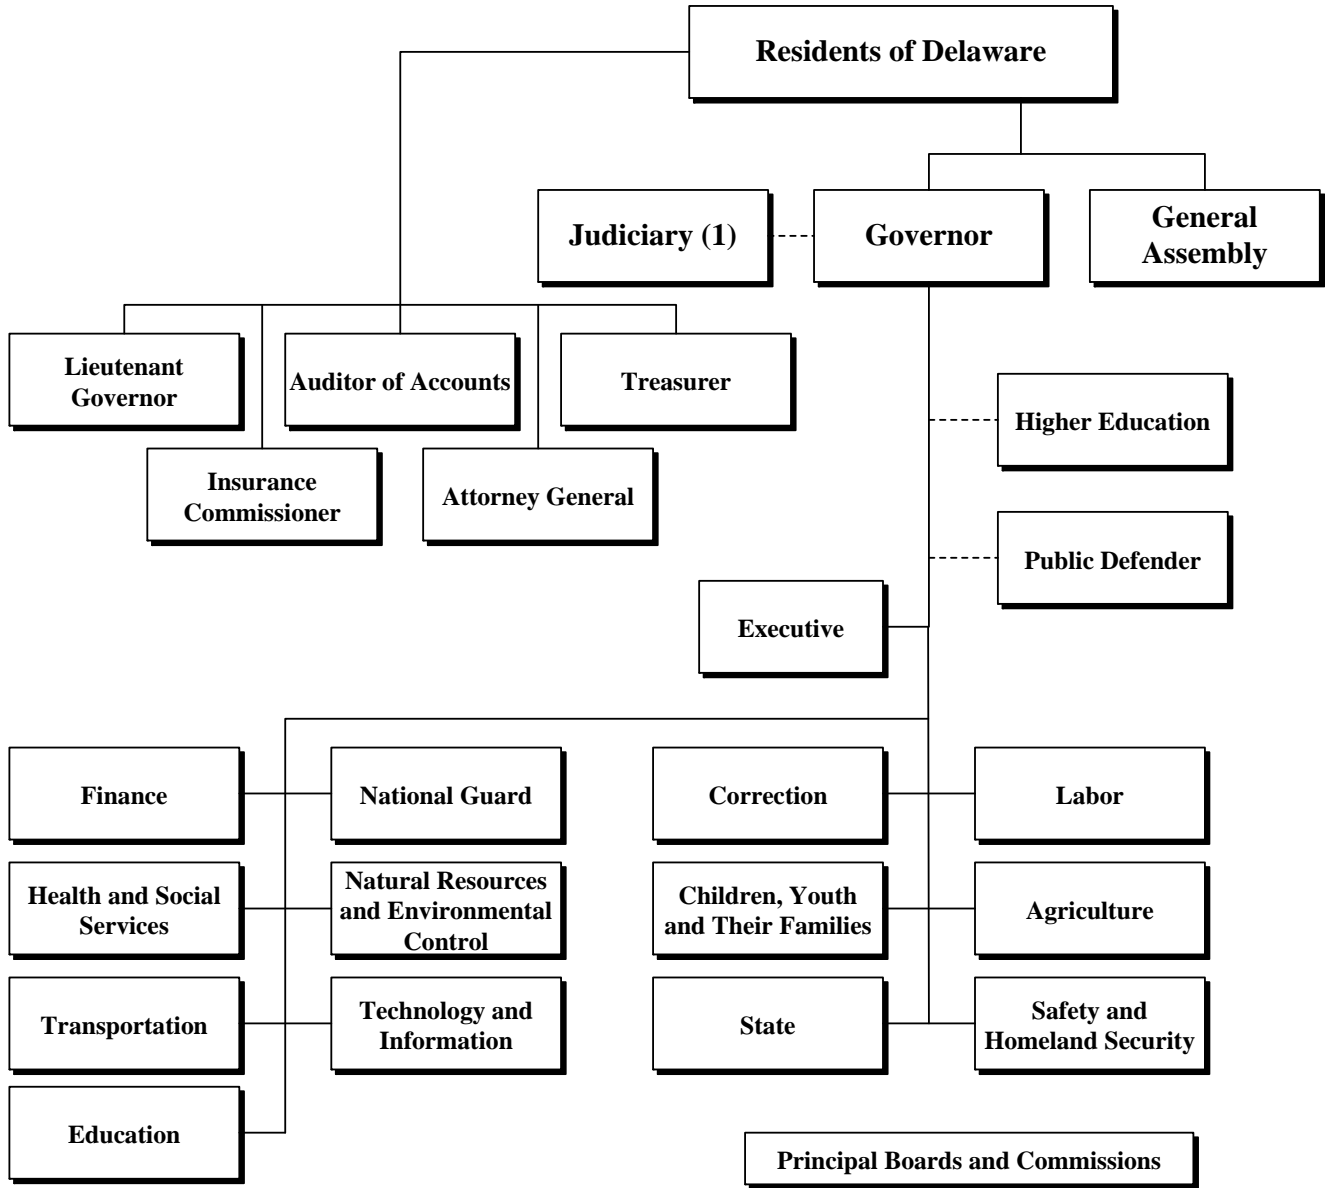 Residents of Delaware
Judiciary (1)
Governor
General
Assembly
Lieutenant
Governor
Auditor of Accounts
Treasurer
Higher Education
Insurance
Commissioner
Attorney General
Public Defender
Executive
Finance
National Guard
Correction
Labor
Health and Social
Services
Natural Resources
and Environmental
Control
Children, Youth
and Their Families
Agriculture
Transportation
Technology and
Information
State
Safety and
Homeland Security
Education
Principal Boards and Commissions